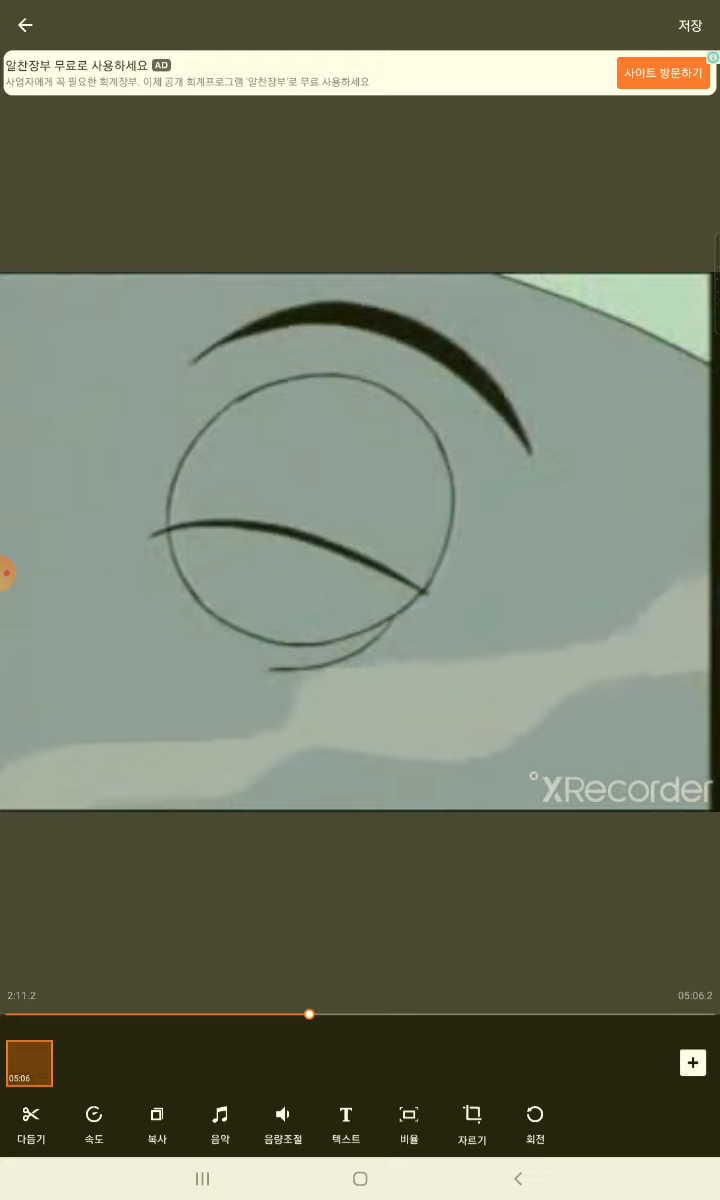 저장
알찬장부 무료로 사용하세요 AD
사업자에게 꼭 필요한 회계장부. 이제 공개 회계프로그램 '알찬장부'로 무료 사용하세요
사이트 방문하기
XRecorder
2:11.2
05:06.2
05:06
다듬기
속도
복사
음악
음량조절
텍스트
비율
자르기
회전